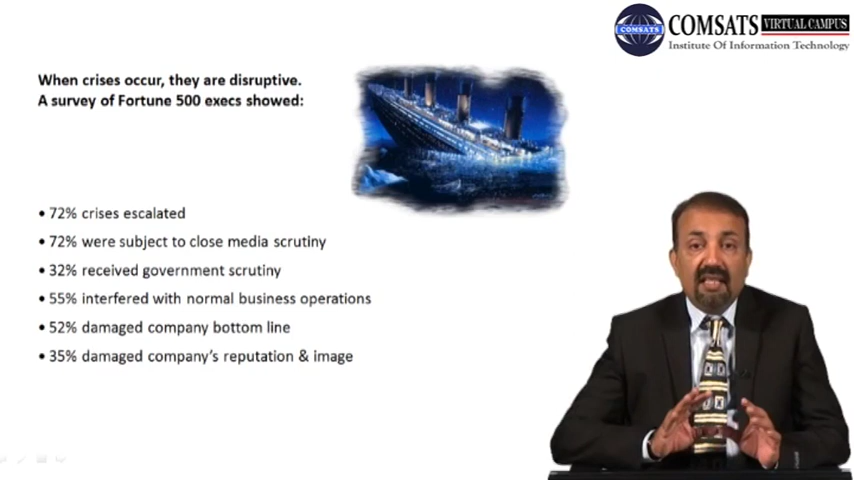 COMSATS VIRTUAL CAMPUS
Institute Of Information Technology
COMSATS
When crises occur, they are disruptive.
A survey of Fortune 500 execs showed:
• 72% crises escalated
• 72% were subject to close media scrutiny
• 32% received government scrutiny
• 55% interfered with normal business operations
• 52% damaged company bottom line
• 35% damaged company's reputation & image